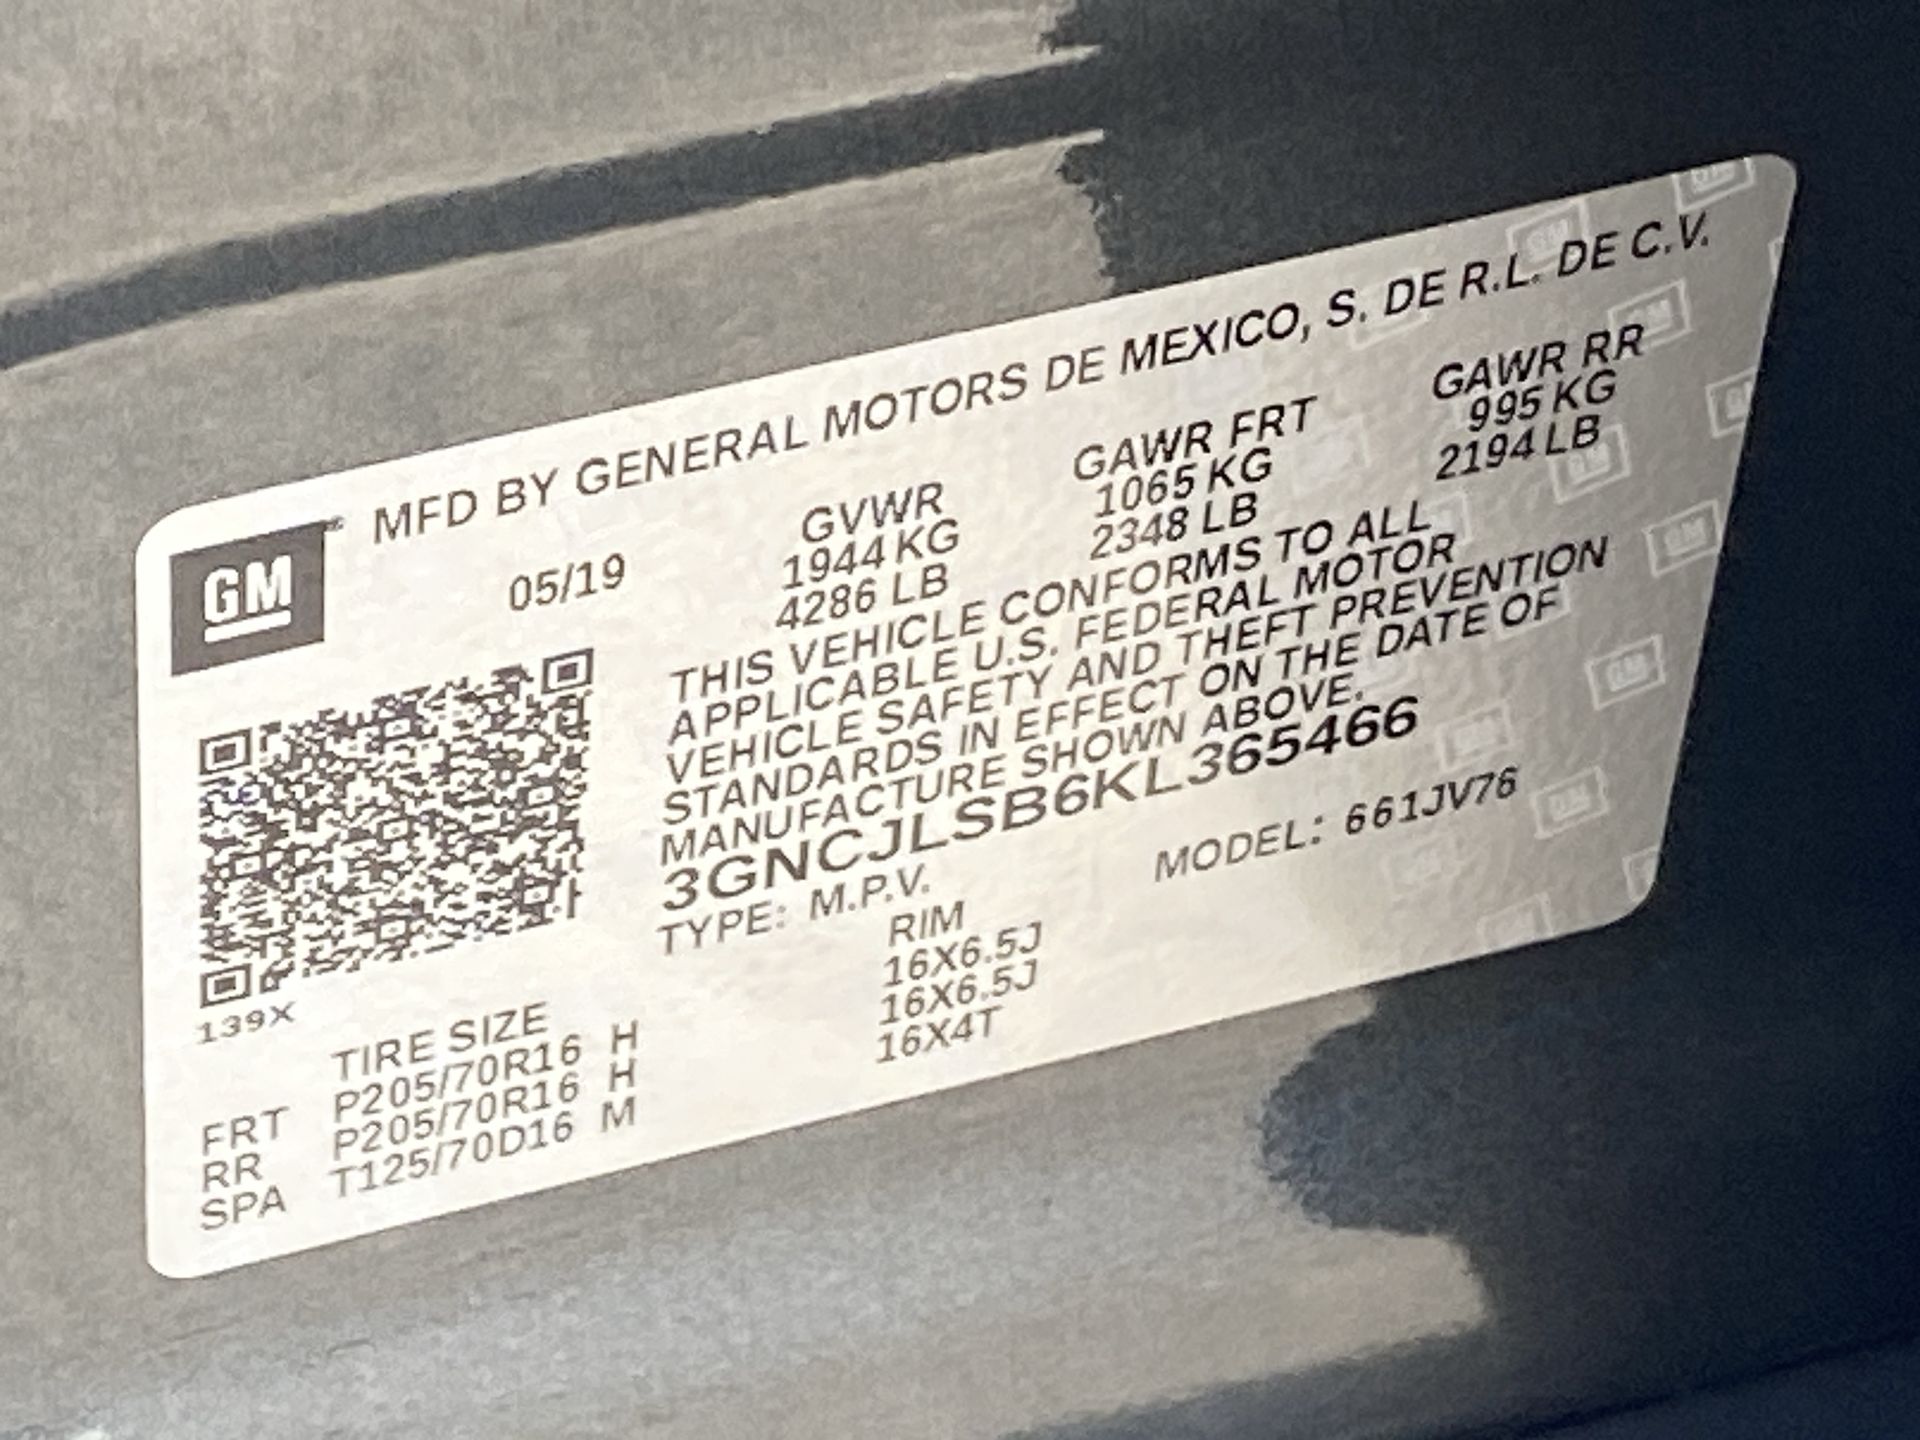 MFD BY GENERAL MOTORS DE MEXICO, S. DE R.L. DE C.V.
GM
05/19
GVWR GAWR FRT GAWR RR
1944 KG 1065 KG 995 KG
4286 LB 2348 LB 2194 LB
THIS VEHICLE CONFORMS TO ALL
APPLICABLE U.S. FEDERAL MOTOR
VEHICLE SAFETY AND THEFT PREVENTION
STANDARDS IN EFFECT ON THE DATE OF
MANUFACTURE SHOWN ABOVE.
3GNCJLSB6KL365466
TYPE: M.P.V. MODEL: 661JV76
139X
TIRE SIZE RIM
FRT P205/70R16 H 16X6.5J
RR P205/70R16 H 16X6.5J
SPA T125/70D16 M 16X4T